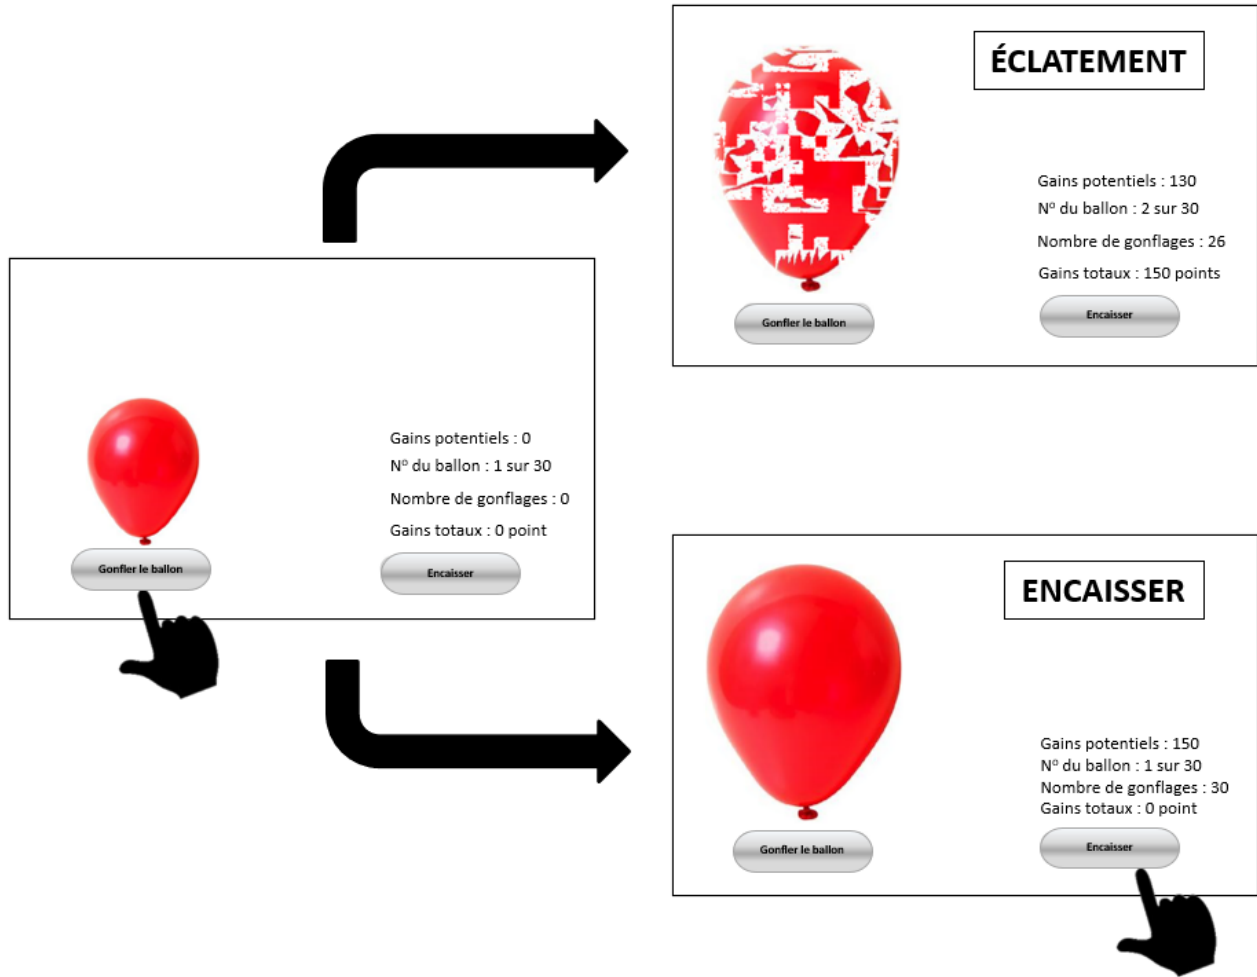 ÉCLATEMENT
Gains potentiels : 130
Nº du ballon : 2 sur 30
Nombre de gonflages : 26
Gains totaux : 150 points
Gonfler le ballon
Encaisser
Gains potentiels : 0
Nº du ballon : 1 sur 30
Nombre de gonflages : 0
Gains totaux : 0 point
Gonfler le ballon
Encaisser
ENCAISSER
Gains potentiels : 150
Nº du ballon : 1 sur 30
Nombre de gonflages : 30
Gains totaux : 0 point
Gonfler le ballon
Encaisser